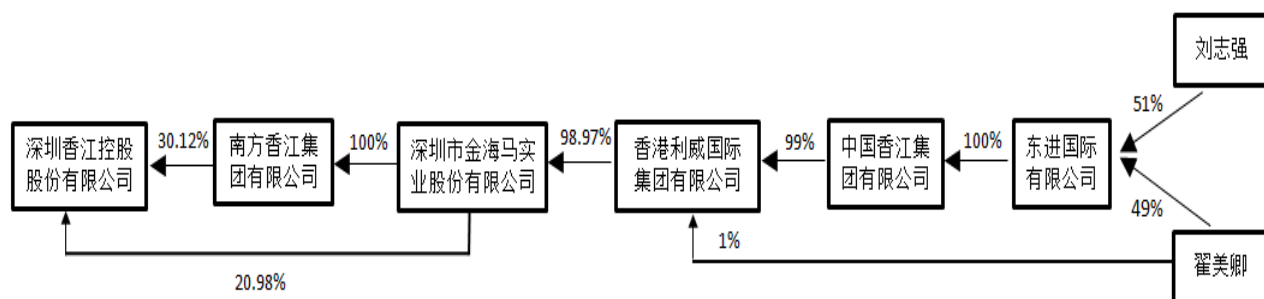 刘志强
51%
深圳香江控股
股份有限公司
30.12%
南方香江集
团有限公司
100%
深圳市金海马实
业股份有限公司
98.97%
香港利威国际
集团有限公司
99%
中国香江集
团有限公司
100%
东进国际
有限公司
49%
1%
翟美卿
20.98%